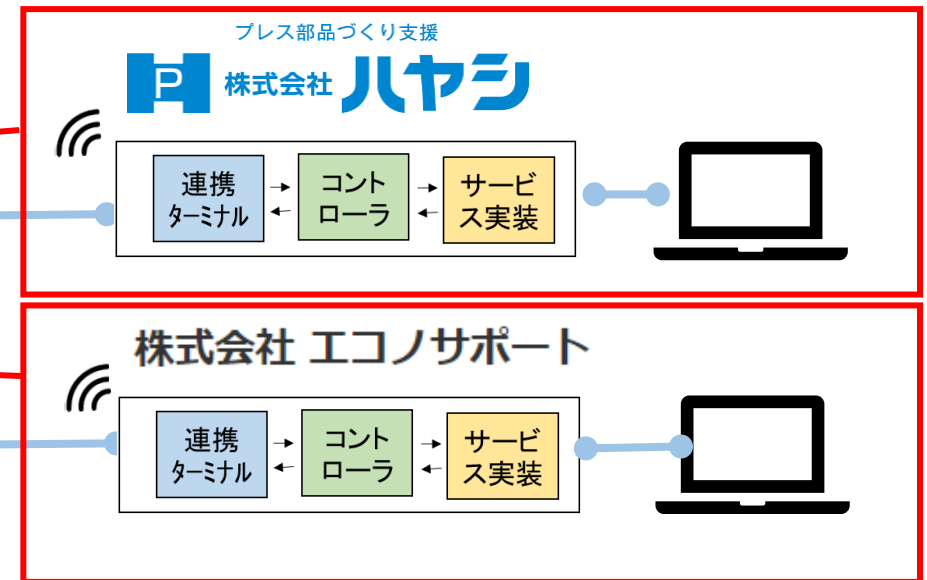 プレス部品づくり支援
P 株式会社 ハヤシ
連携
ターミナル
コント
ローラ
サービ
ス実装
株式会社 エコノサポート
連携
ターミナル
コント
ローラ
サービ
ス実装